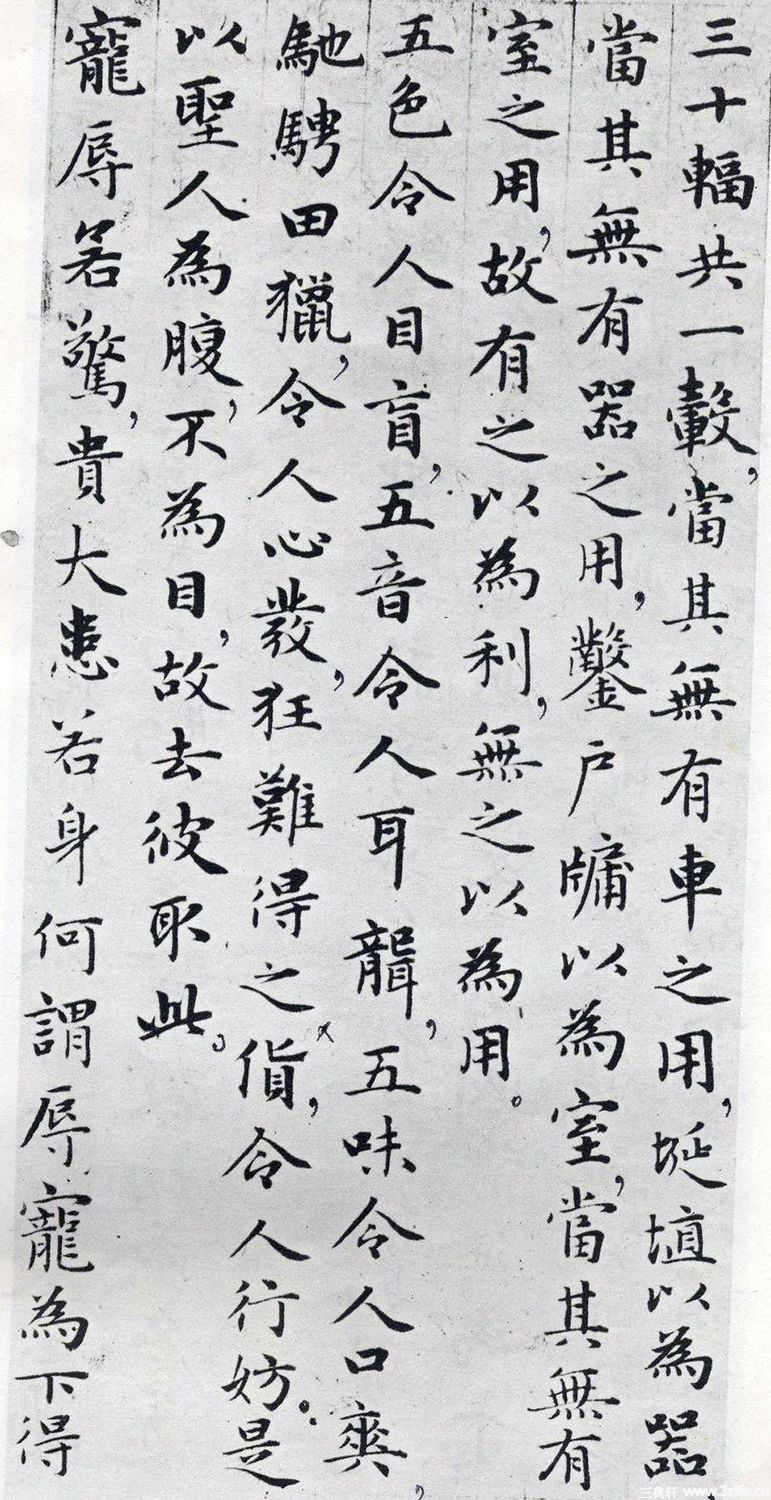 三十輻共一轂,當其無有車之用,埏埴以為器
當其無有器之用,鑿戶牖以為室,當其無有
室之用,故有之以為利,無之以為用。
五色令人目盲,五音令人耳聾,五味令人口爽,
馳騁田獵,令人心發,狂難得之貨,令人行妨。是
以聖人為腹,不為目,故去彼取此。
寵辱若驚,貴大患若身何謂辱寵為下得